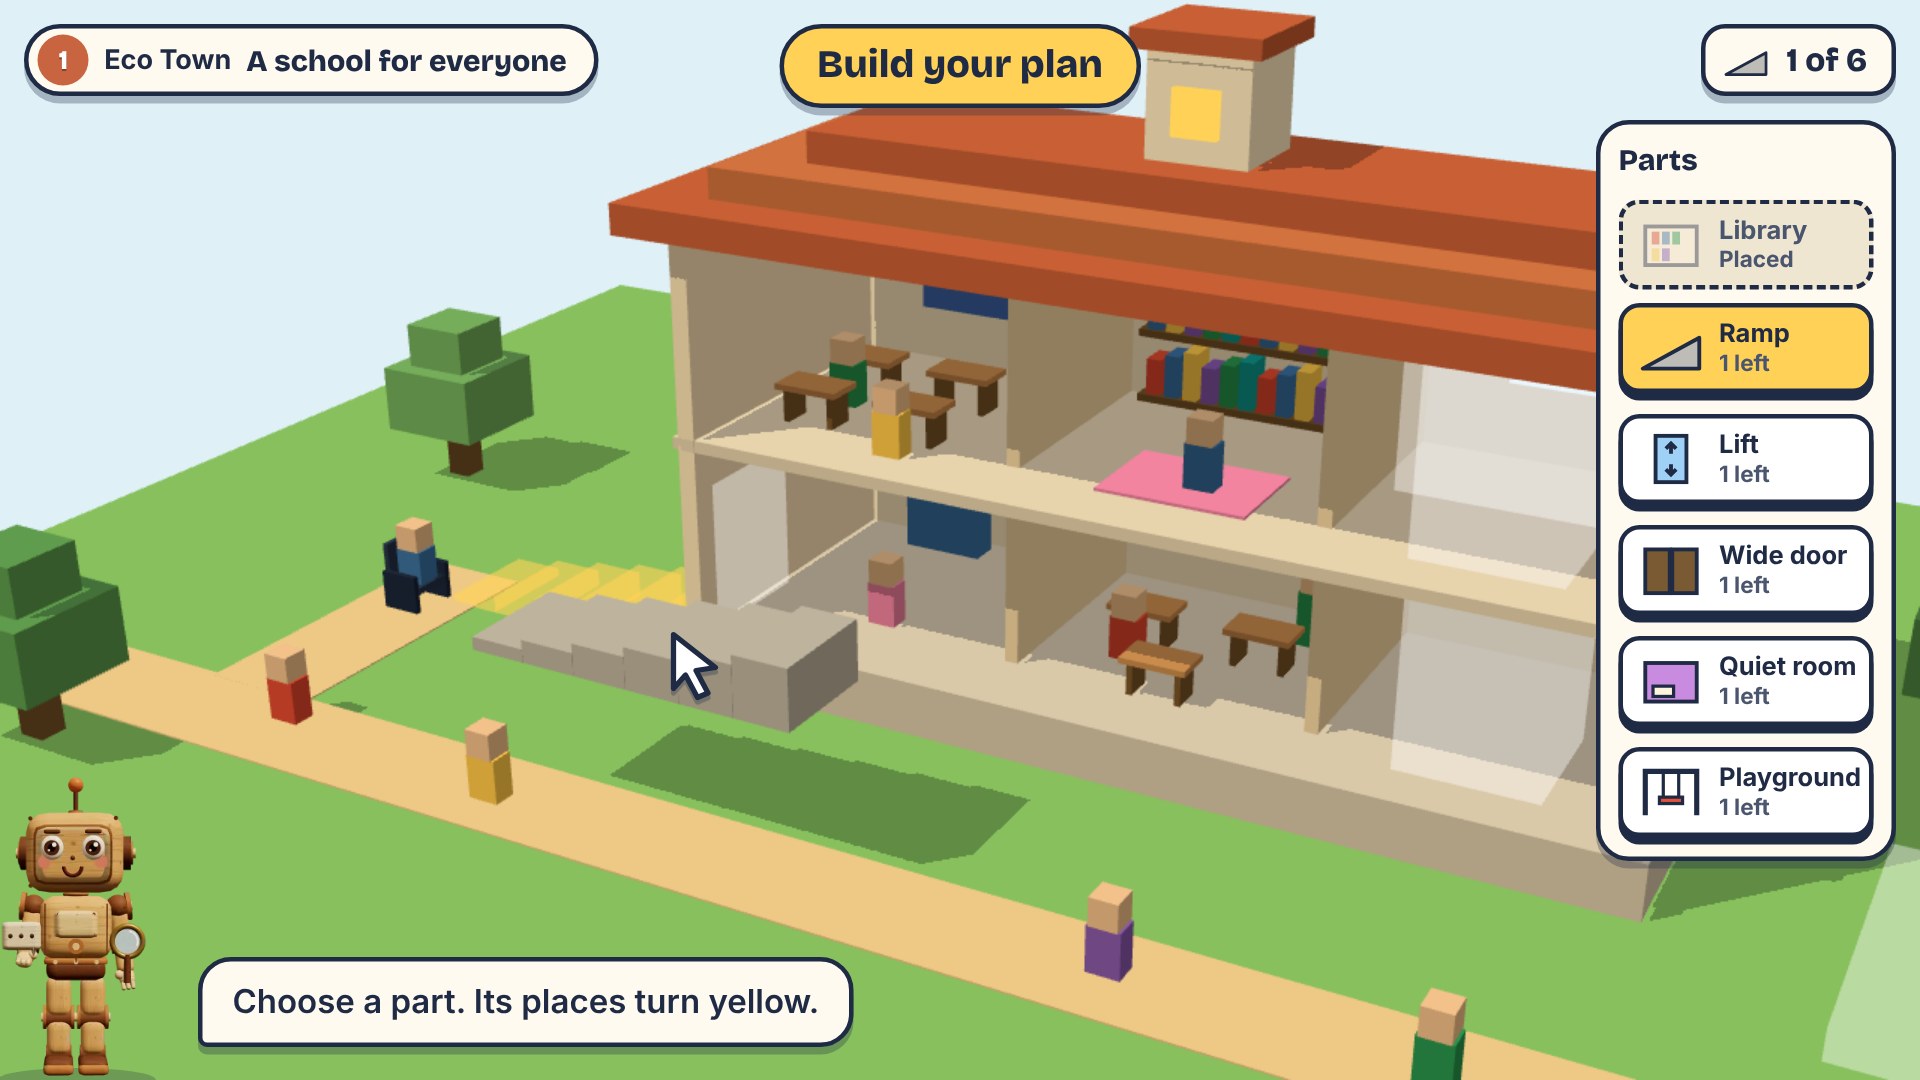 1 Eco Town A school for everyone
Build your plan
1 of 6
Parts
Library
Placed
Ramp
1 left
Lift
1 left
Wide door
1 left
Quiet room
1 left
Playground
1 left
Choose a part. Its places turn yellow.